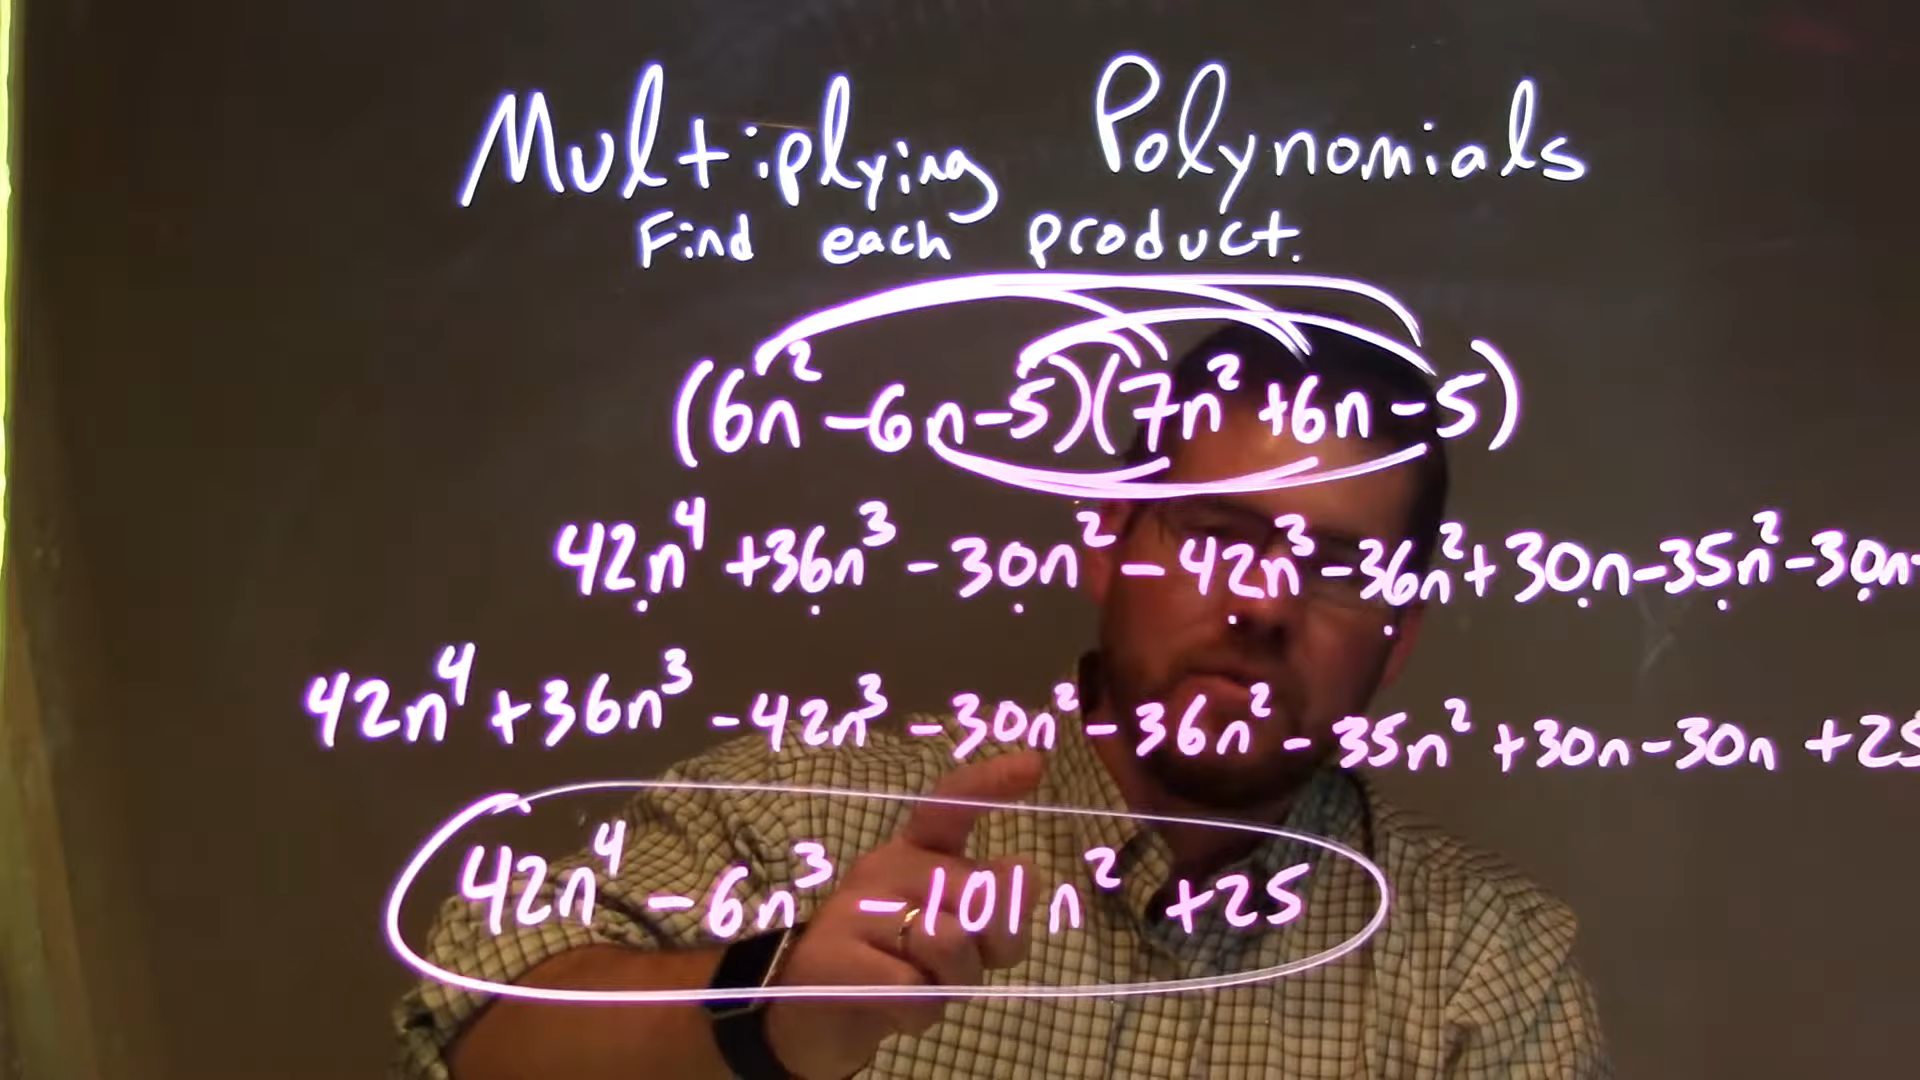 Multiplying Polynomials
Find each product.
(6n² -6n-5)(7n² +6n-5)
42n⁴ +36n³ -30n² -42n³ -36n² +30n -35n² -30n
42n⁴ +36n³ -42n³ -30n² -36n² -35n² +30n -30n +25
42n⁴ -6n³ -101n² +25